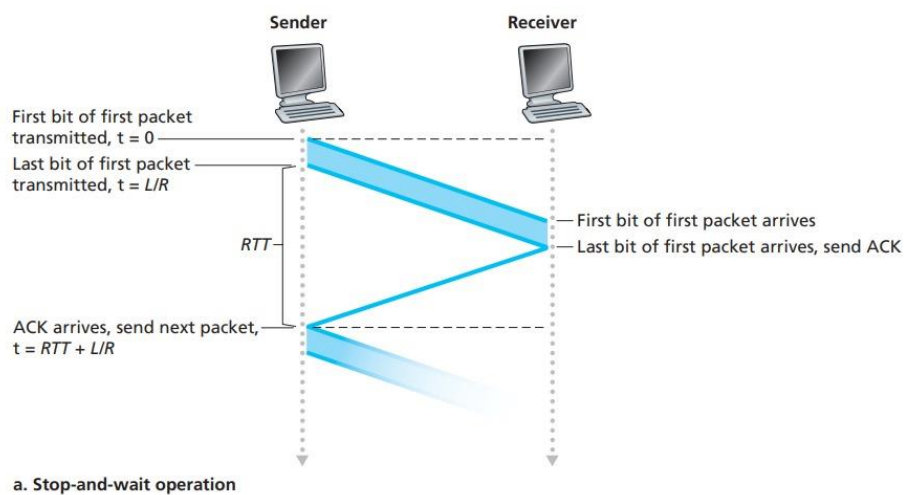 Sender
Receiver
First bit of first packet
transmitted, t = 0
Last bit of first packet
transmitted, t = L/R
First bit of first packet arrives
RTT
Last bit of first packet arrives, send ACK
ACK arrives, send next packet,
t = RTT + L/R
a. Stop-and-wait operation